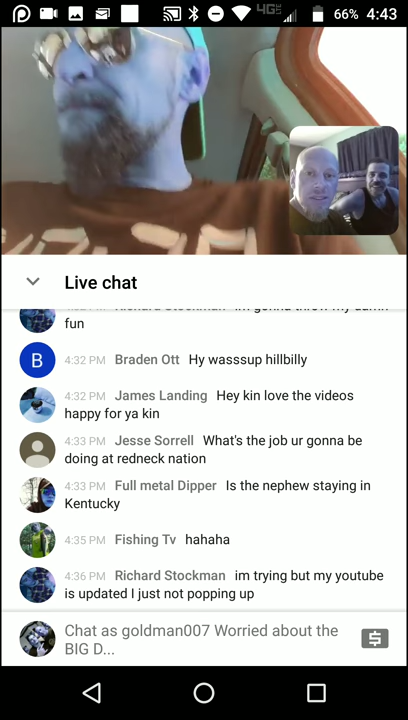 4G 66% 4:43
Live chat
fun
B 4:32 PM Braden Ott Hy wasssup hillbilly
4:32 PM James Landing Hey kin love the videos
happy for ya kin
4:33 PM Jesse Sorrell What's the job ur gonna be
doing at redneck nation
4:33 PM Full metal Dipper Is the nephew staying in
Kentucky
4:35 PM Fishing Tv hahaha
4:36 PM Richard Stockman im trying but my youtube
is updated I just not popping up
Chat as goldman007 Worried about the
BIG D...
$